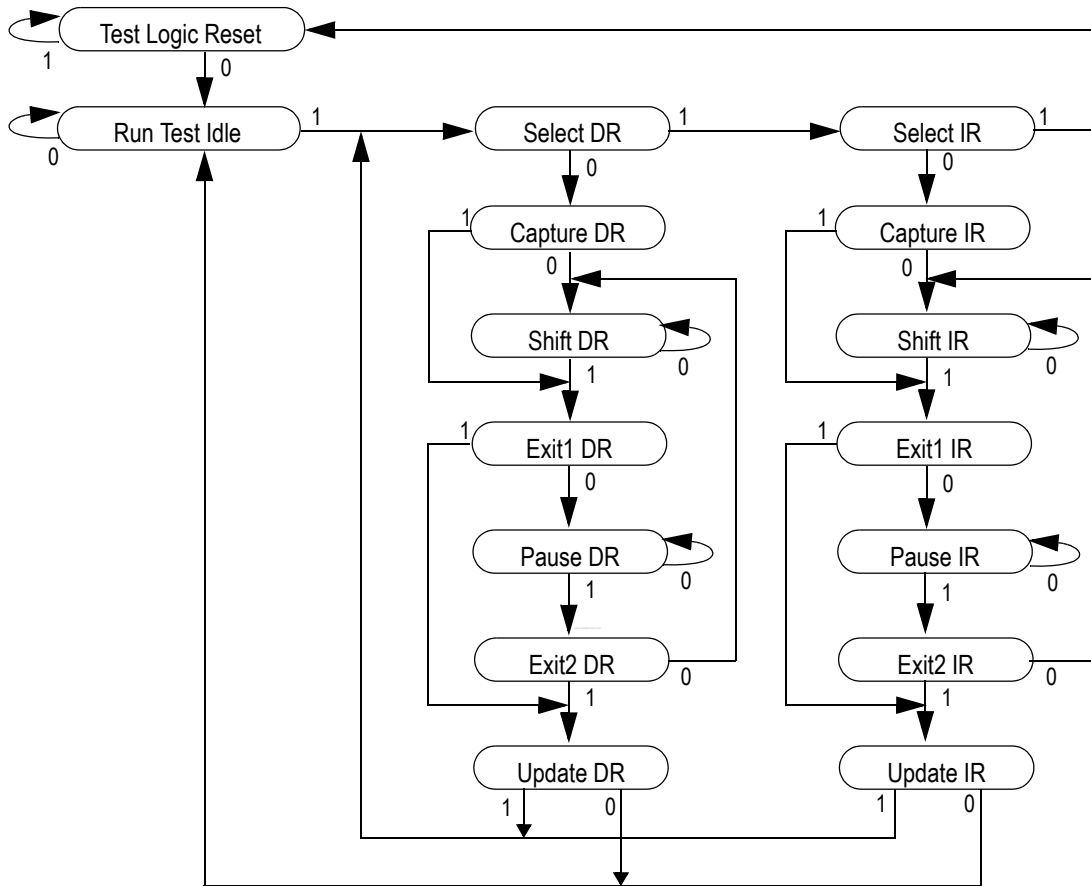 Test Logic Reset
1
0
Run Test Idle
1
0
Select DR
1
0
Select IR
1
0
1
Capture DR
0
1
Capture IR
0
Shift DR
0
1
Shift IR
0
1
1
Exit1 DR
0
1
Exit1 IR
0
Pause DR
0
1
Pause IR
0
1
Exit2 DR
0
1
Exit2 IR
0
1
Update DR
1
0
Update IR
1
0